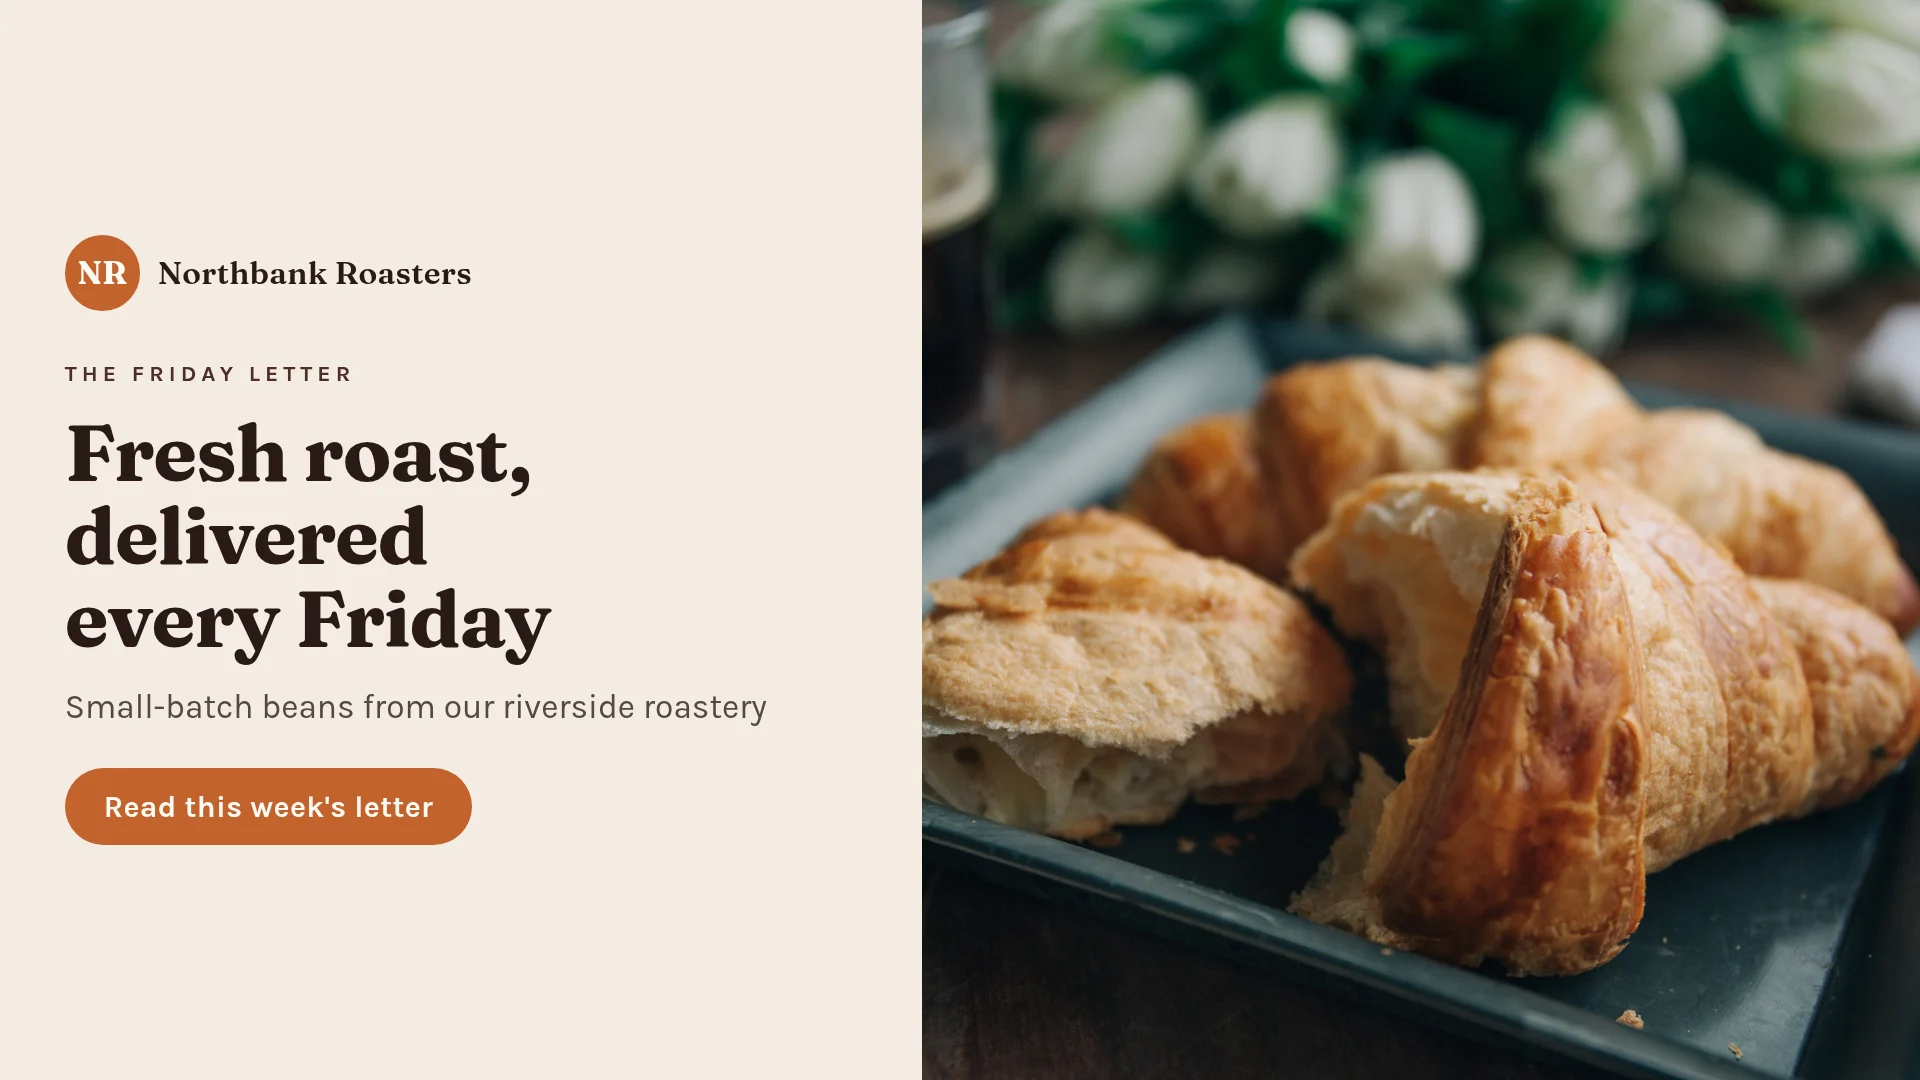 NR
Northbank Roasters
THE FRIDAY LETTER
Fresh roast,
delivered
every Friday
Small-batch beans from our riverside roastery
Read this week's letter